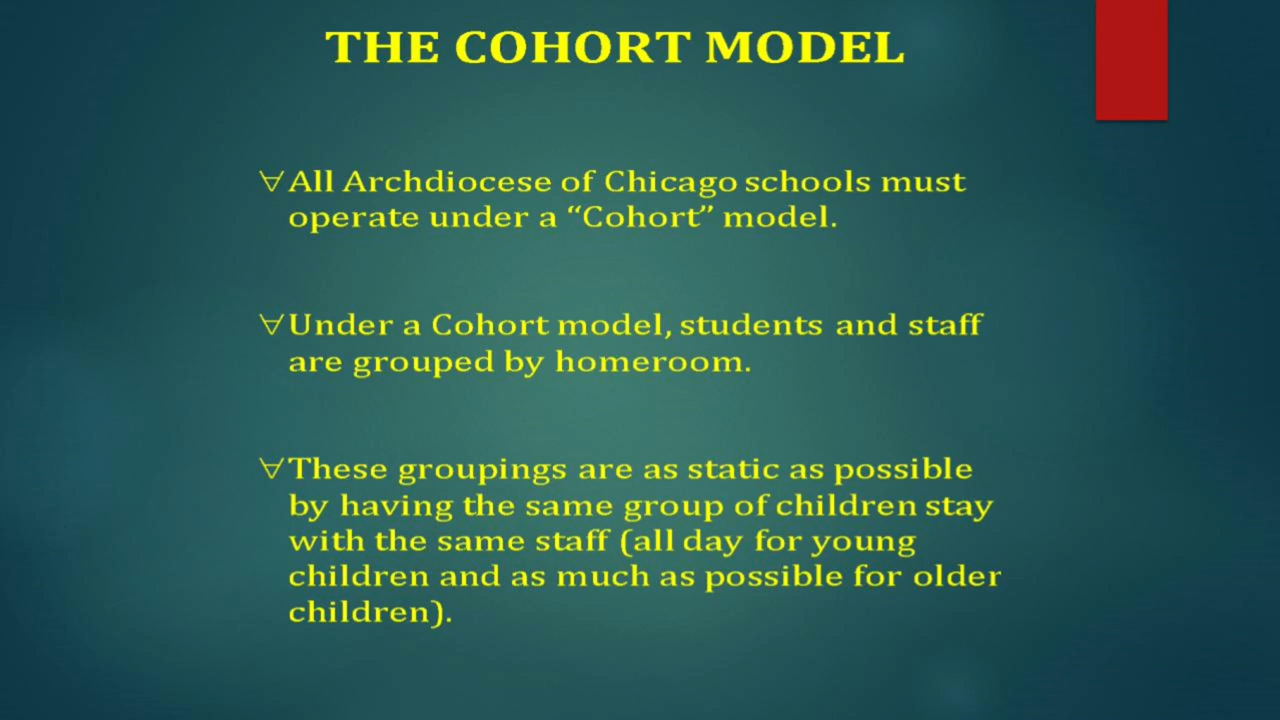 THE COHORT MODEL
∀ All Archdiocese of Chicago schools must
operate under a “Cohort” model.
∀ Under a Cohort model, students and staff
are grouped by homeroom.
∀ These groupings are as static as possible
by having the same group of children stay
with the same staff (all day for young
children and as much as possible for older
children).